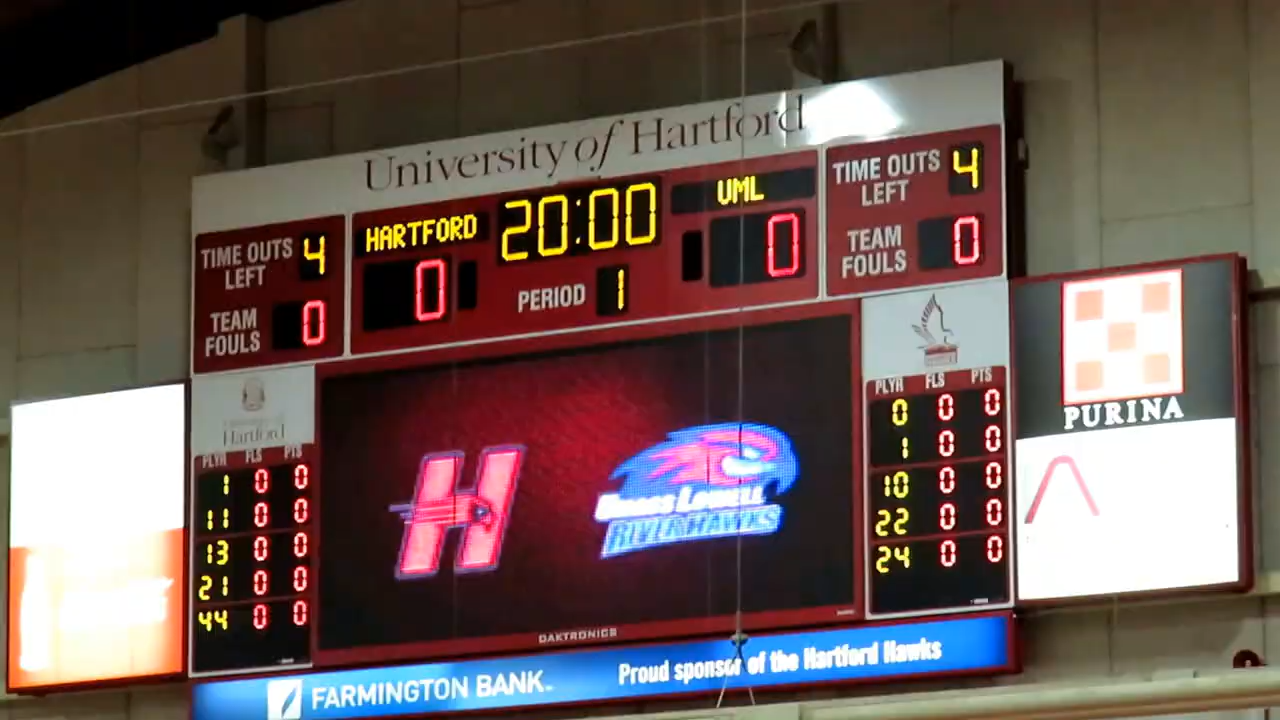 University of Hartford
TIME OUTS LEFT 4
TEAM FOULS 0
HARTFORD 20:00 UML
0 PERIOD 1 0
TIME OUTS LEFT 4
TEAM FOULS 0
Hartford
PLYR FLS PTS
1 0 0
11 0 0
13 0 0
21 0 0
44 0 0
H
LOWELL
RIVER HAWKS
PLYR FLS PTS
0 0 0
1 0 0
10 0 0
22 0 0
24 0 0
PURINA
DAKTRONICS
FARMINGTON BANK Proud sponsor of the Hartford Hawks